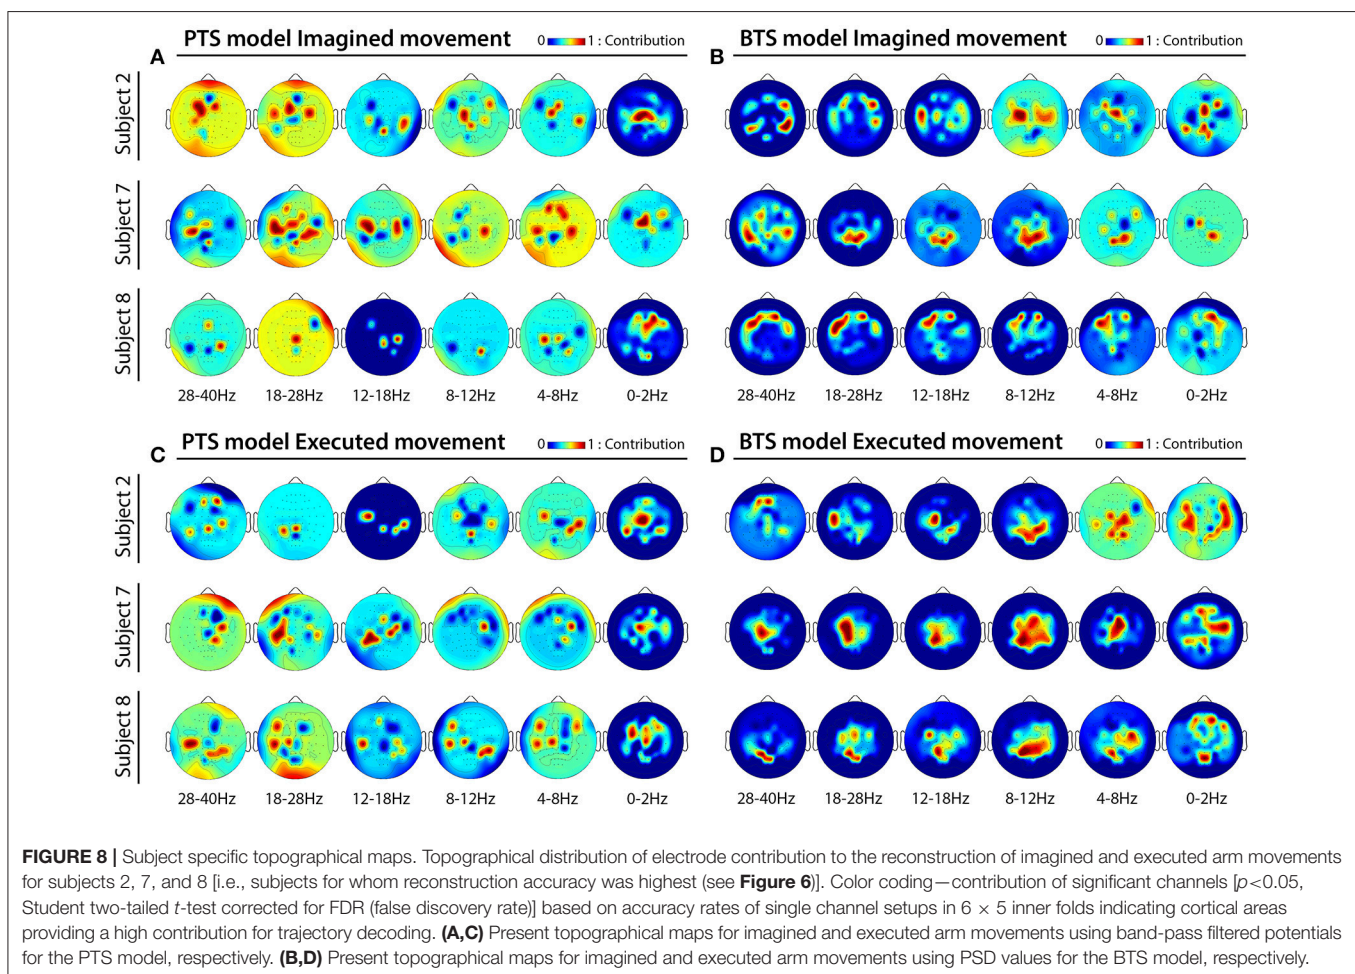 A PTS model Imagined movement 0 1 : Contribution
B BTS model Imagined movement 0 1 : Contribution
Subject 2
Subject 7
Subject 8
28-40Hz 18-28Hz 12-18Hz 8-12Hz 4-8Hz 0-2Hz
28-40Hz 18-28Hz 12-18Hz 8-12Hz 4-8Hz 0-2Hz
C PTS model Executed movement 0 1 : Contribution
D BTS model Executed movement 0 1 : Contribution
Subject 2
Subject 7
Subject 8
28-40Hz 18-28Hz 12-18Hz 8-12Hz 4-8Hz 0-2Hz
28-40Hz 18-28Hz 12-18Hz 8-12Hz 4-8Hz 0-2Hz
FIGURE 8 | Subject specific topographical maps. Topographical distribution of electrode contribution to the reconstruction of imagined and executed arm movements
for subjects 2, 7, and 8 [i.e., subjects for whom reconstruction accuracy was highest (see Figure 6)]. Color coding—contribution of significant channels [p<0.05,
Student two-tailed t-test corrected for FDR (false discovery rate)] based on accuracy rates of single channel setups in 6 × 5 inner folds indicating cortical areas
providing a high contribution for trajectory decoding. (A,C) Present topographical maps for imagined and executed arm movements using band-pass filtered potentials
for the PTS model, respectively. (B,D) Present topographical maps for imagined and executed arm movements using PSD values for the BTS model, respectively.